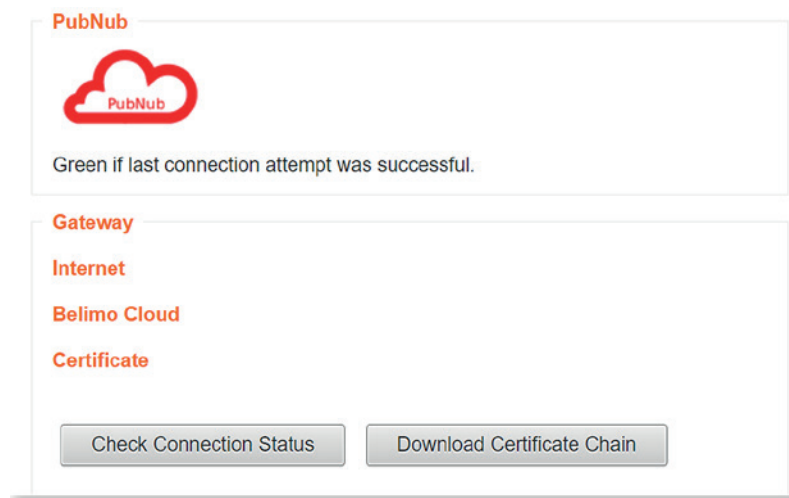 PubNub
PubNub
Green if last connection attempt was successful.
Gateway
Internet
Belimo Cloud
Certificate
Check Connection Status
Download Certificate Chain